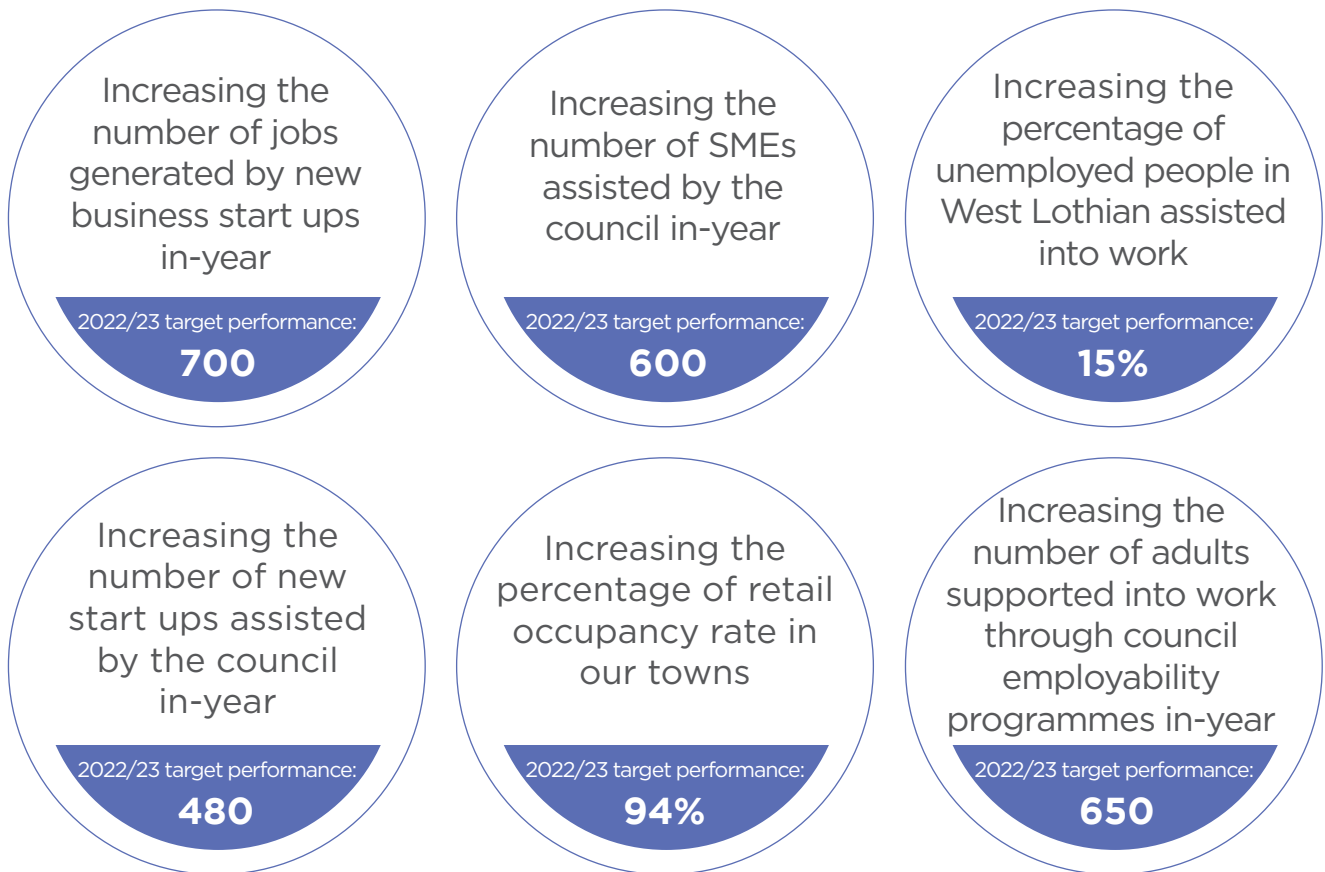 Increasing the
number of jobs
generated by new
business start ups
in-year
2022/23 target performance:
700
Increasing the
number of SMEs
assisted by the
council in-year
2022/23 target performance:
600
Increasing the
percentage of
unemployed people in
West Lothian assisted
into work
2022/23 target performance:
15%
Increasing the
number of new
start ups assisted
by the council
in-year
2022/23 target performance:
480
Increasing the
percentage of retail
occupancy rate in
our towns
2022/23 target performance:
94%
Increasing the
number of adults
supported into work
through council
employability
programmes in-year
2022/23 target performance:
650